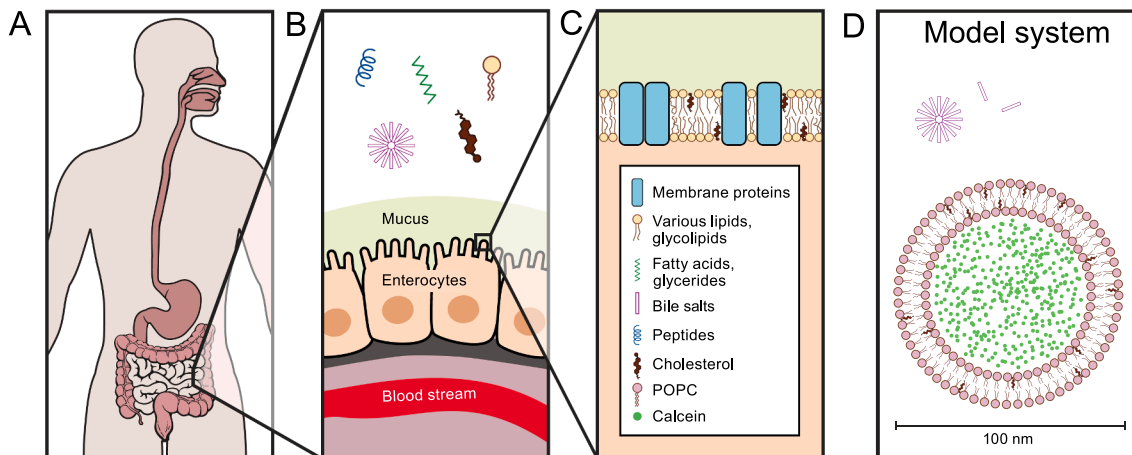 A
B
C
D
Model system
Mucus
Enterocytes
Blood stream
Membrane proteins
Various lipids,
glycolipids
Fatty acids,
glycerides
Bile salts
Peptides
Cholesterol
POPC
Calcein
100 nm